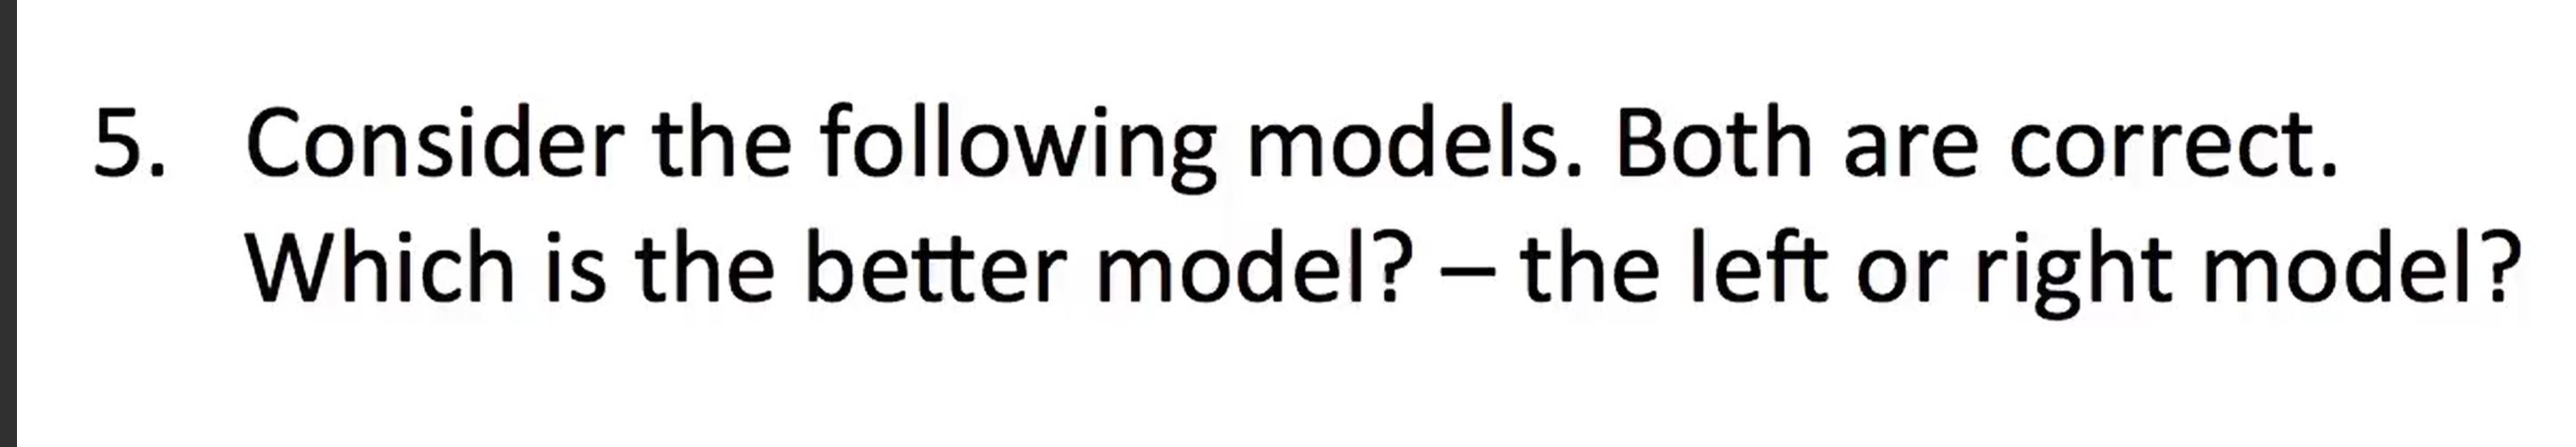 5. Consider the following models. Both are correct.
Which is the better model? – the left or right model?